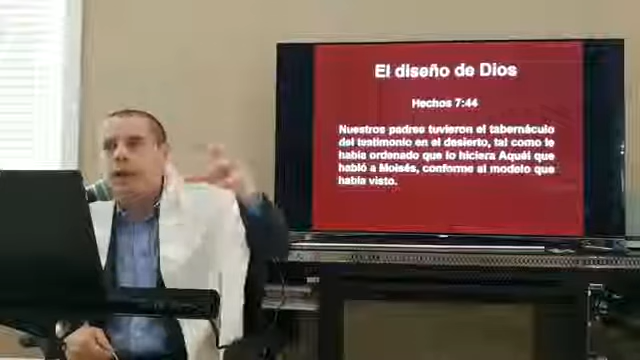 El diseño de Dios
Hechos 7:44
Nuestros padres tuvieron el tabernáculo
del testimonio en el desierto, tal como le
había ordenado que lo hiciera Aquél que
habló a Moisés, conforme al modelo que
había visto.